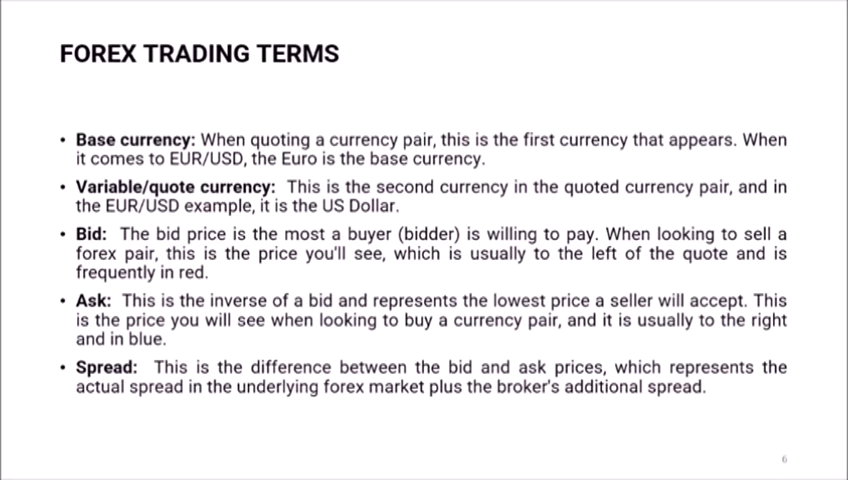 FOREX TRADING TERMS
• Base currency: When quoting a currency pair, this is the first currency that appears. When
it comes to EUR/USD, the Euro is the base currency.
• Variable/quote currency: This is the second currency in the quoted currency pair, and in
the EUR/USD example, it is the US Dollar.
• Bid: The bid price is the most a buyer (bidder) is willing to pay. When looking to sell a
forex pair, this is the price you'll see, which is usually to the left of the quote and is
frequently in red.
• Ask: This is the inverse of a bid and represents the lowest price a seller will accept. This
is the price you will see when looking to buy a currency pair, and it is usually to the right
and in blue.
• Spread: This is the difference between the bid and ask prices, which represents the
actual spread in the underlying forex market plus the broker's additional spread.
6